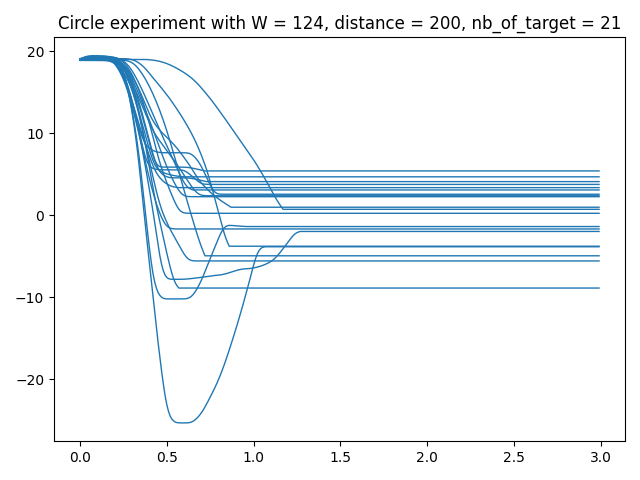 Circle experiment with W = 124, distance = 200, nb_of_target = 21
20
10
0
−10
−20
0.0 0.5 1.0 1.5 2.0 2.5 3.0